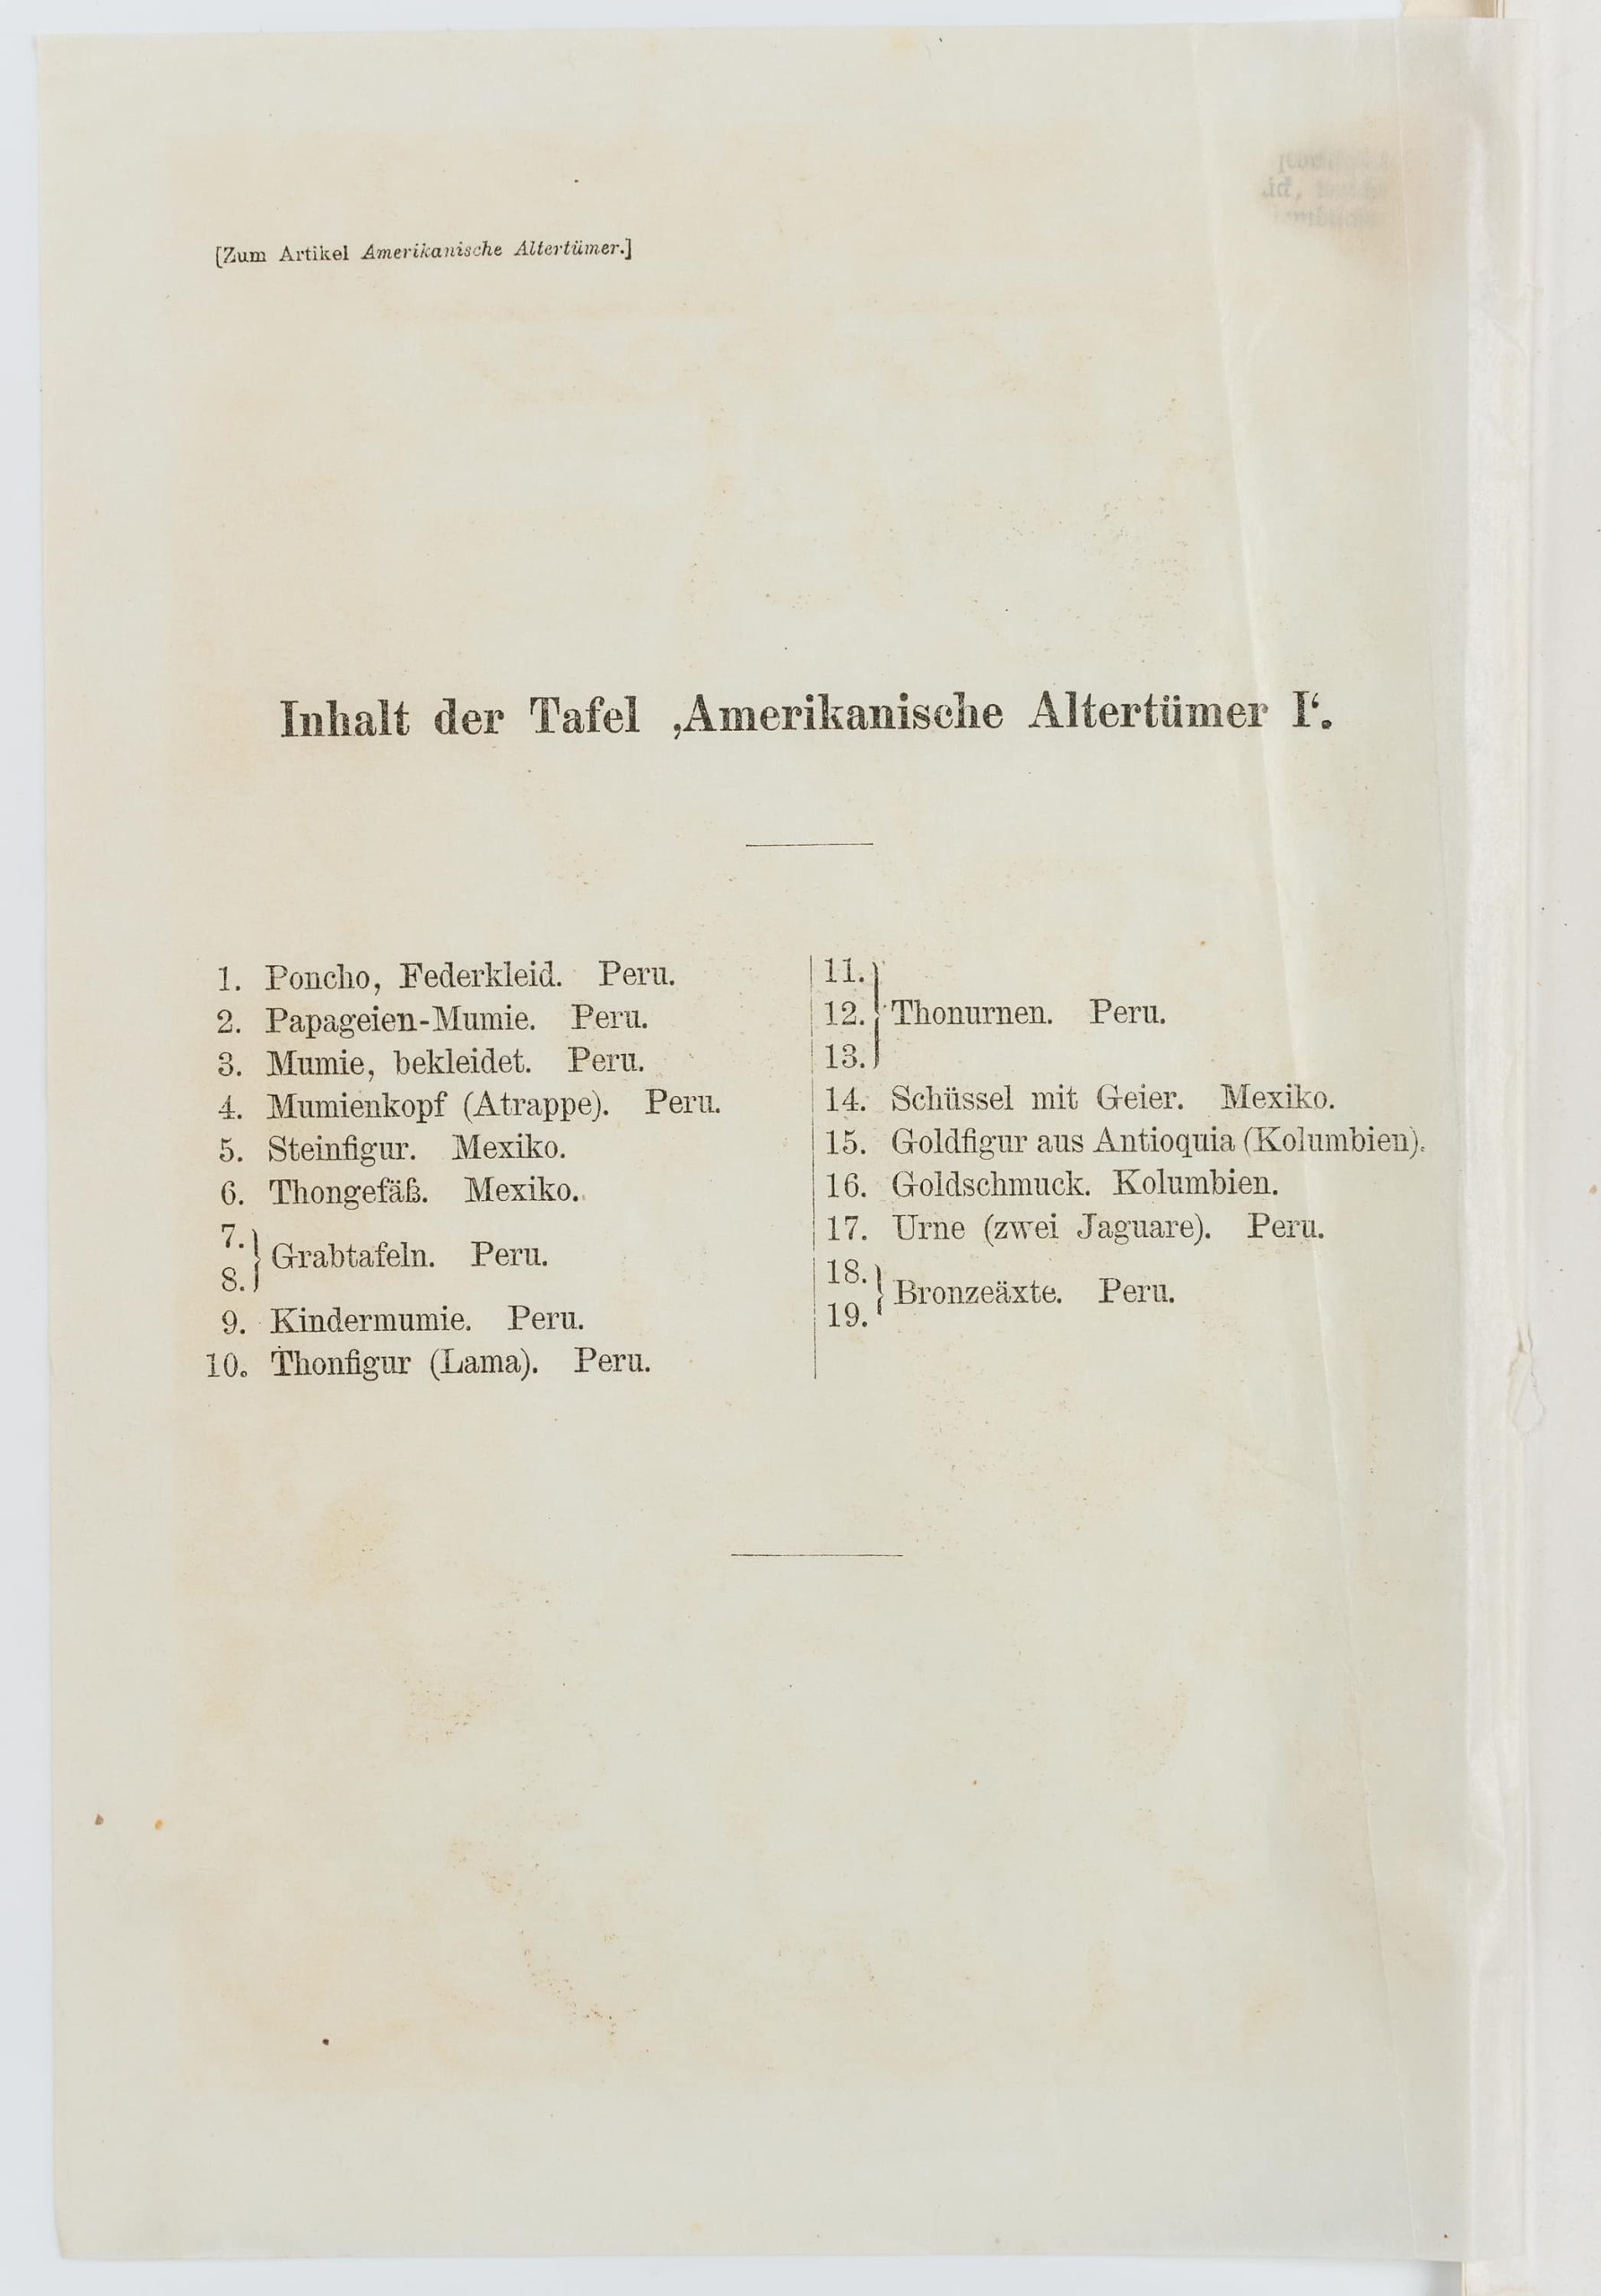 [Zum Artikel Amerikanische Altertümer.]
Inhalt der Tafel ‚Amerikanische Altertümer I‘.
1. Poncho, Federkleid. Peru.
2. Papageien-Mumie. Peru.
3. Mumie, bekleidet. Peru.
4. Mumienkopf (Atrappe). Peru.
5. Steinfigur. Mexiko.
6. Thongefäß. Mexiko.
7.
8.} Grabtafeln. Peru.
9. Kindermumie. Peru.
10. Thonfigur (Lama). Peru.
11.
12.} Thonurnen. Peru.
13.
14. Schüssel mit Geier. Mexiko.
15. Goldfigur aus Antioquia (Kolumbien).
16. Goldschmuck. Kolumbien.
17. Urne (zwei Jaguare). Peru.
18.
19.} Bronzeäxte. Peru.